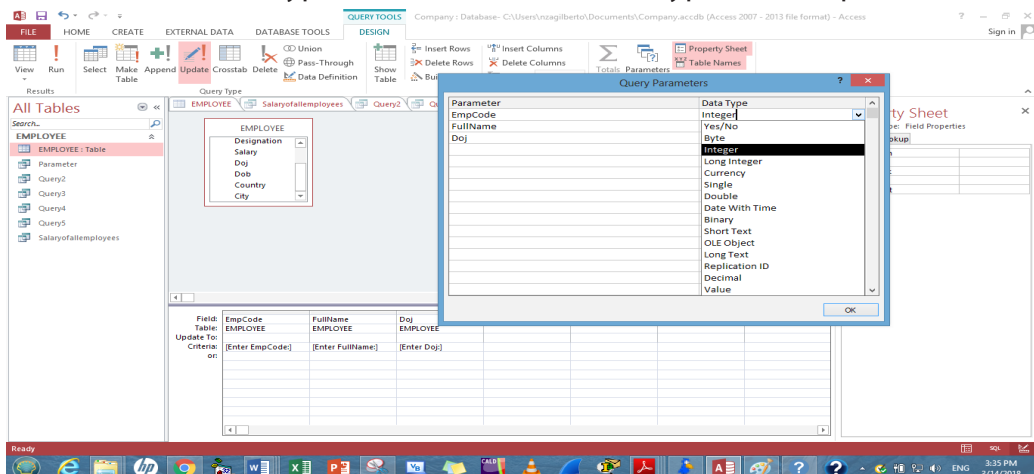 QUERY TOOLS Company : Database- C:\Users\nzagilberto\Documents\Company.accdb (Access 2007 - 2013 file format) - Access
FILE HOME CREATE EXTERNAL DATA DATABASE TOOLS DESIGN Sign in
View Run Select Make Table Append Update Crosstab Delete
Union
Pass-Through
Data Definition
Show Table
Insert Rows
Delete Rows
Bui
Insert Columns
Delete Columns
Totals Parameters
Property Sheet
Table Names
Results Query Type
All Tables
Search...
EMPLOYEE
EMPLOYEE : Table
Parameter
Query2
Query3
Query4
Query5
Salaryofallemployees
EMPLOYEE Salaryofallemployees Query2 Qu
EMPLOYEE
Designation
Salary
Doj
Dob
Country
City
Query Parameters
Parameter Data Type
EmpCode Integer
FullName
Doj
Yes/No
Byte
Integer
Long Integer
Currency
Single
Double
Date With Time
Binary
Short Text
OLE Object
Long Text
Replication ID
Decimal
Value
OK
ty Sheet
pe: Field Properties
okup
Field: EmpCode FullName Doj
Table: EMPLOYEE EMPLOYEE EMPLOYEE
Update To:
Criteria: [Enter EmpCode:] [Enter FullName:] [Enter Doj:]
or:
Ready SQL
ENG 3:35 PM